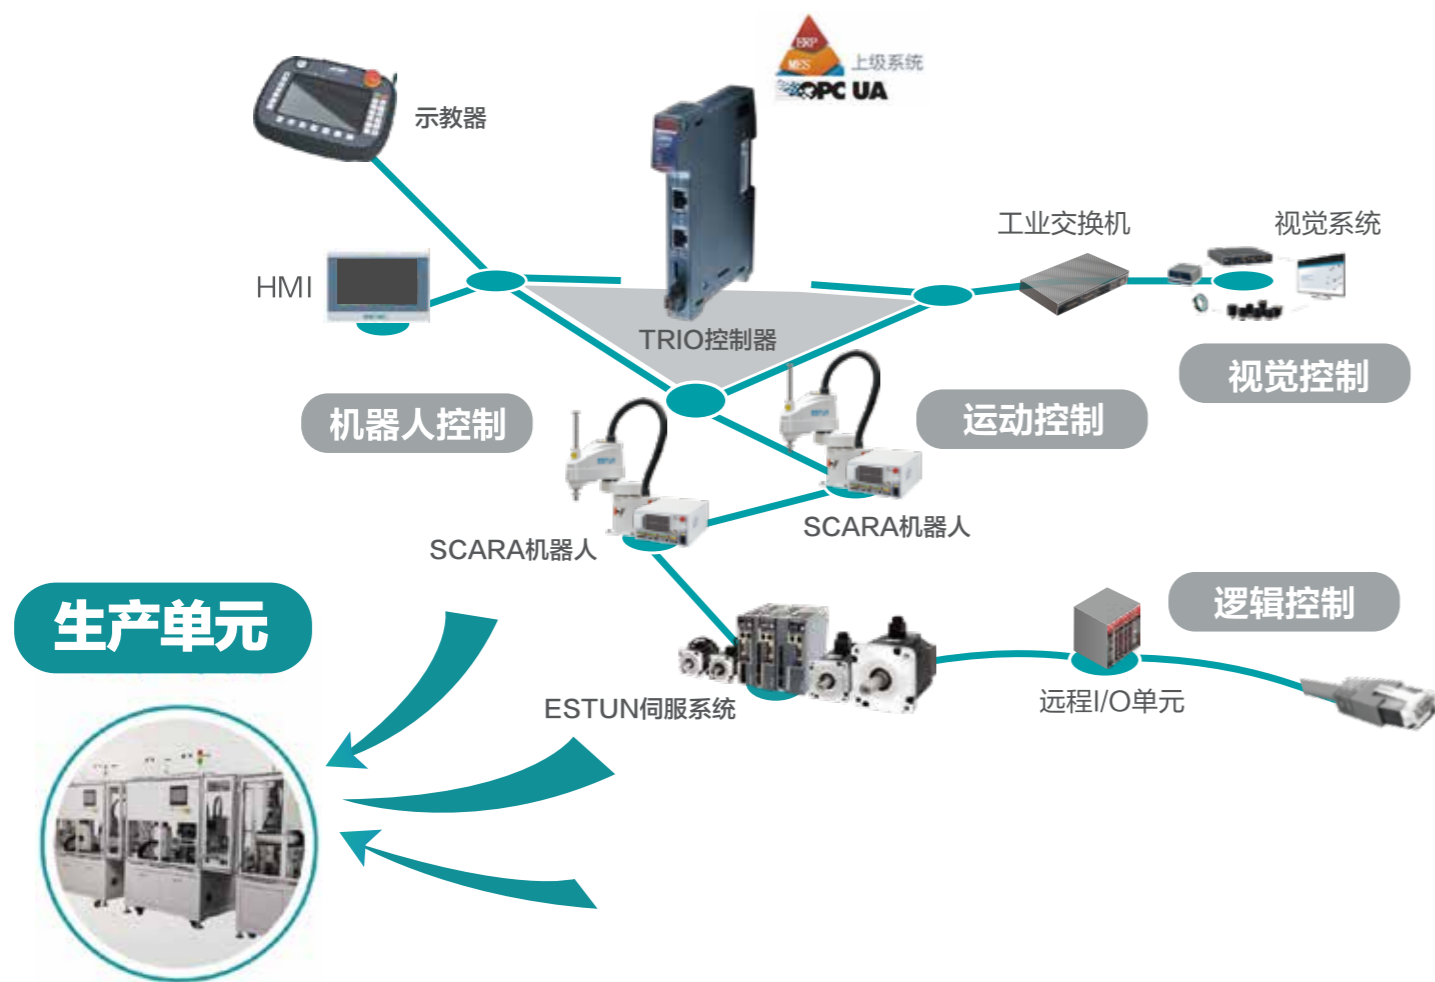 ERP
MES
上级系统
OPC UA
示教器
工业交换机
视觉系统
HMI
TRIO控制器
视觉控制
机器人控制
运动控制
SCARA机器人
SCARA机器人
生产单元
逻辑控制
ESTUN伺服系统
远程I/O单元